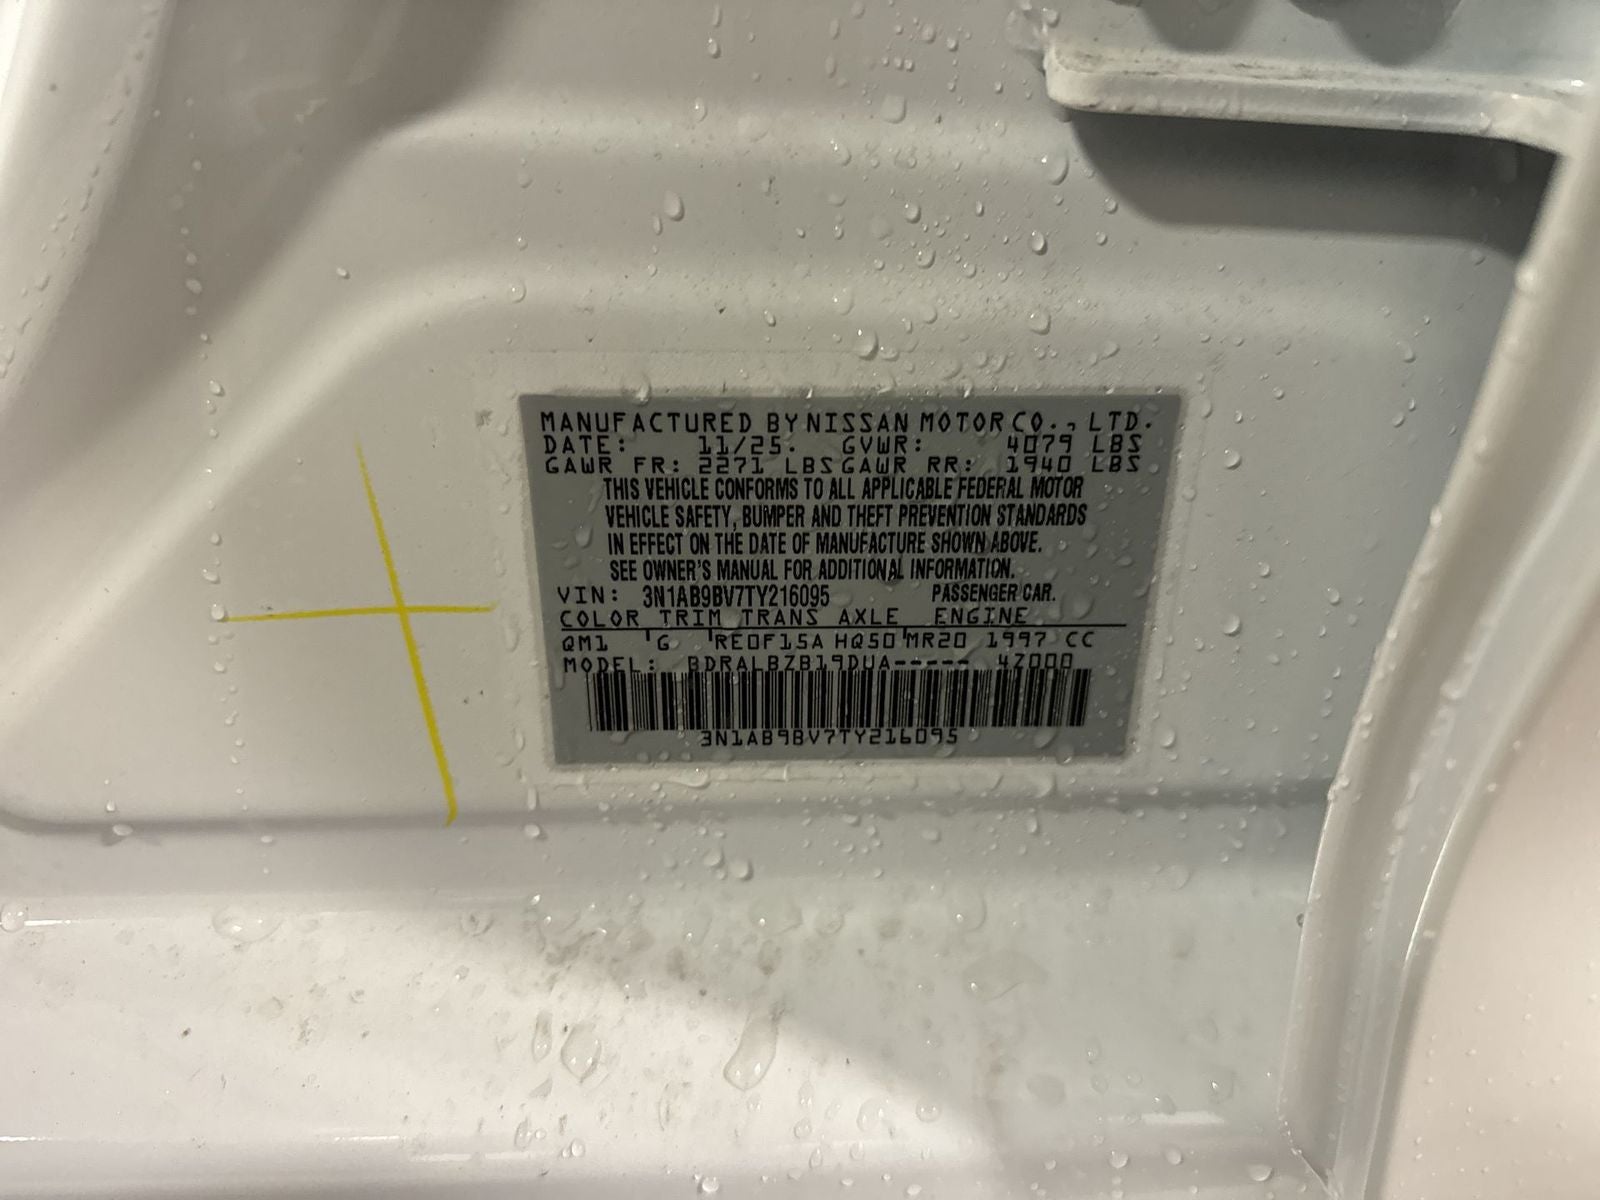 MANUFACTURED BY NISSAN MOTOR CO., LTD.
DATE: 11/25. GVWR: 4079 LBS
GAWR FR: 2271 LBS GAWR RR: 1940 LBS
THIS VEHICLE CONFORMS TO ALL APPLICABLE FEDERAL MOTOR
VEHICLE SAFETY, BUMPER AND THEFT PREVENTION STANDARDS
IN EFFECT ON THE DATE OF MANUFACTURE SHOWN ABOVE.
SEE OWNER'S MANUAL FOR ADDITIONAL INFORMATION.
VIN: 3N1AB9BV7TY216095 PASSENGER CAR.
COLOR TRIM TRANS AXLE ENGINE
QM1 G RE0F15A HQ50 MR20 1997 CC
MODEL: BDRALBZB19DUA----- 4Z000
3N1AB9BV7TY216095